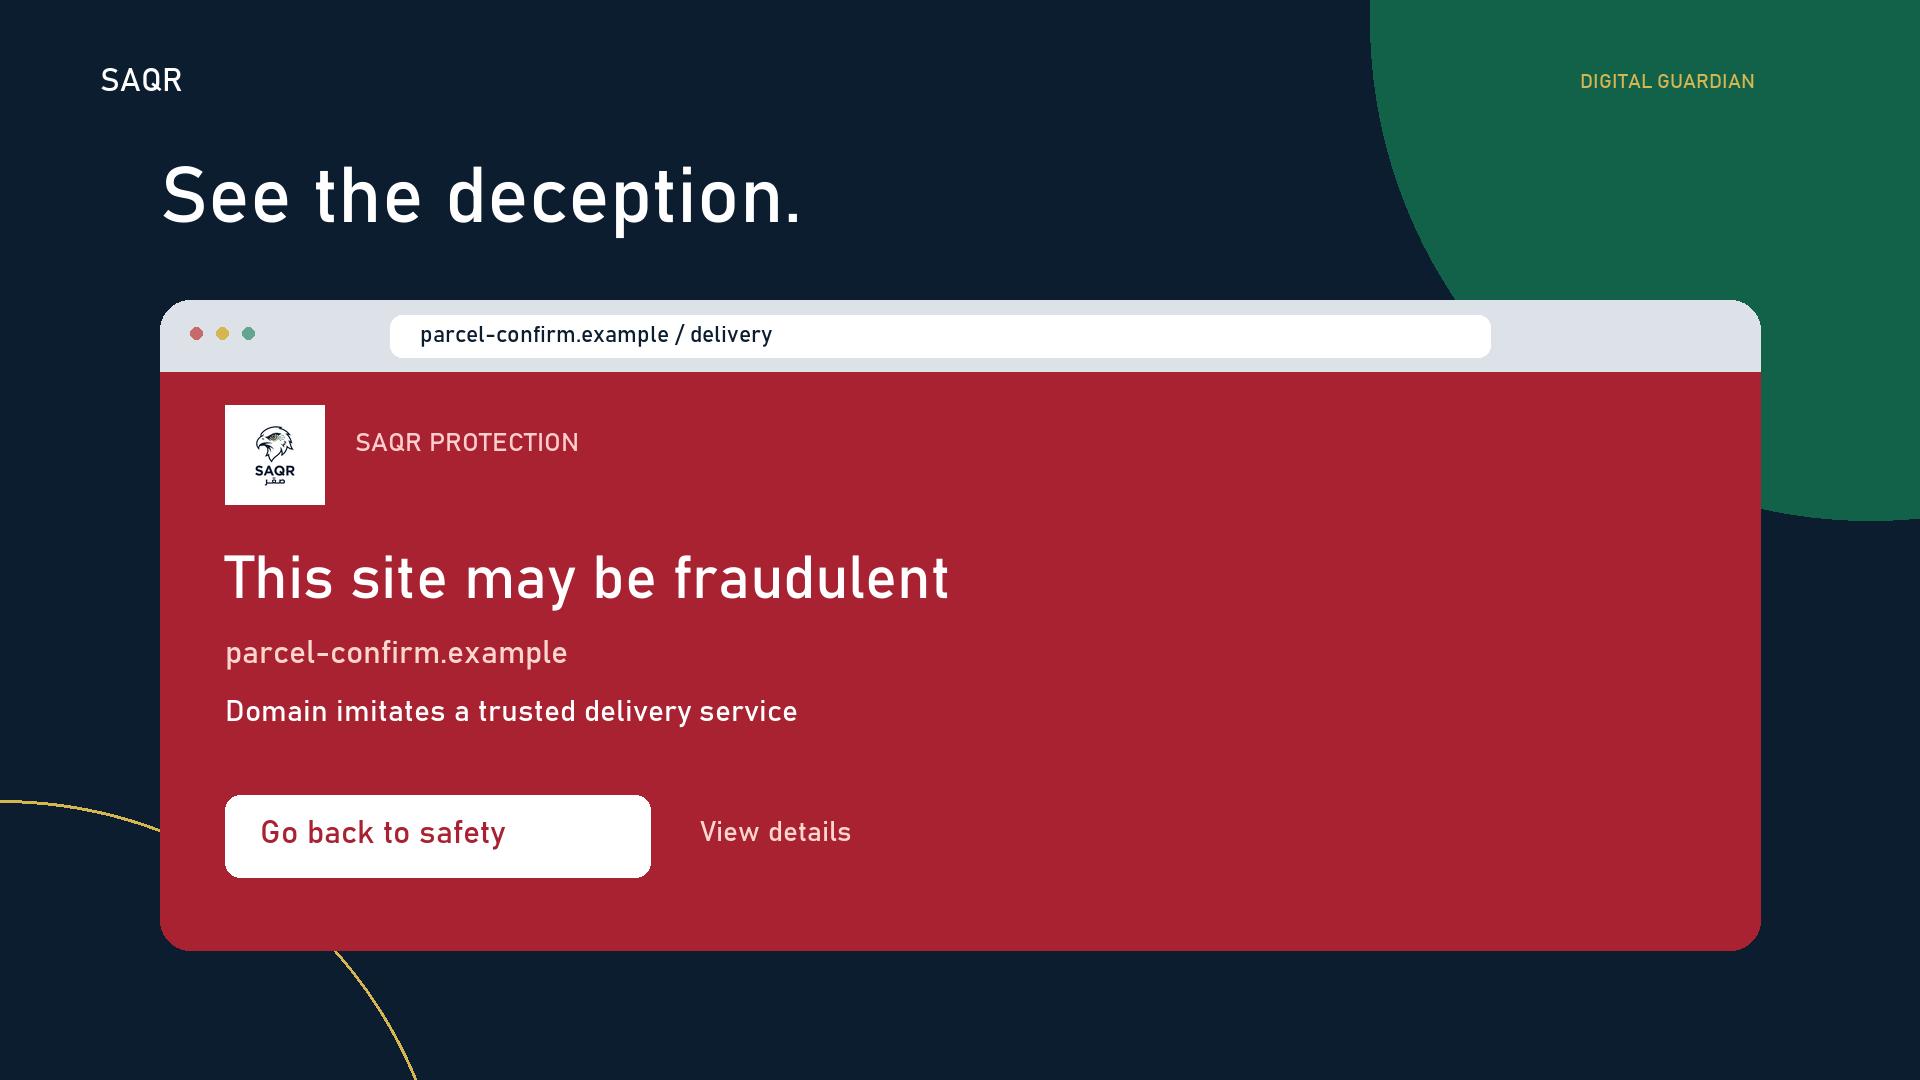 SAQR
DIGITAL GUARDIAN
See the deception.
parcel-confirm.example / delivery
SAQR
صقر
SAQR PROTECTION
This site may be fraudulent
parcel-confirm.example
Domain imitates a trusted delivery service
Go back to safety
View details